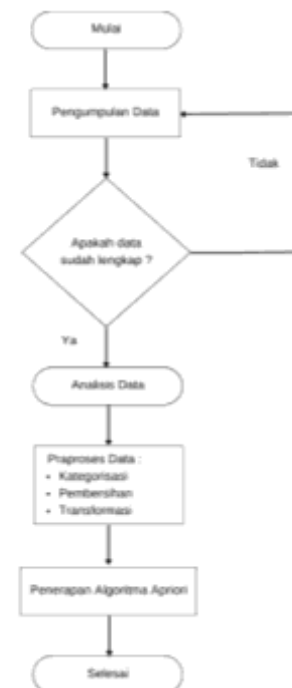 Mulai
Pengumpulan Data
Tidak
Apakah data
sudah lengkap ?
Ya
Analisis Data
Praproses Data :
• Kategorisasi
• Pembersihan
• Transformasi
Penerapan Algoritma Apriori
Selesai